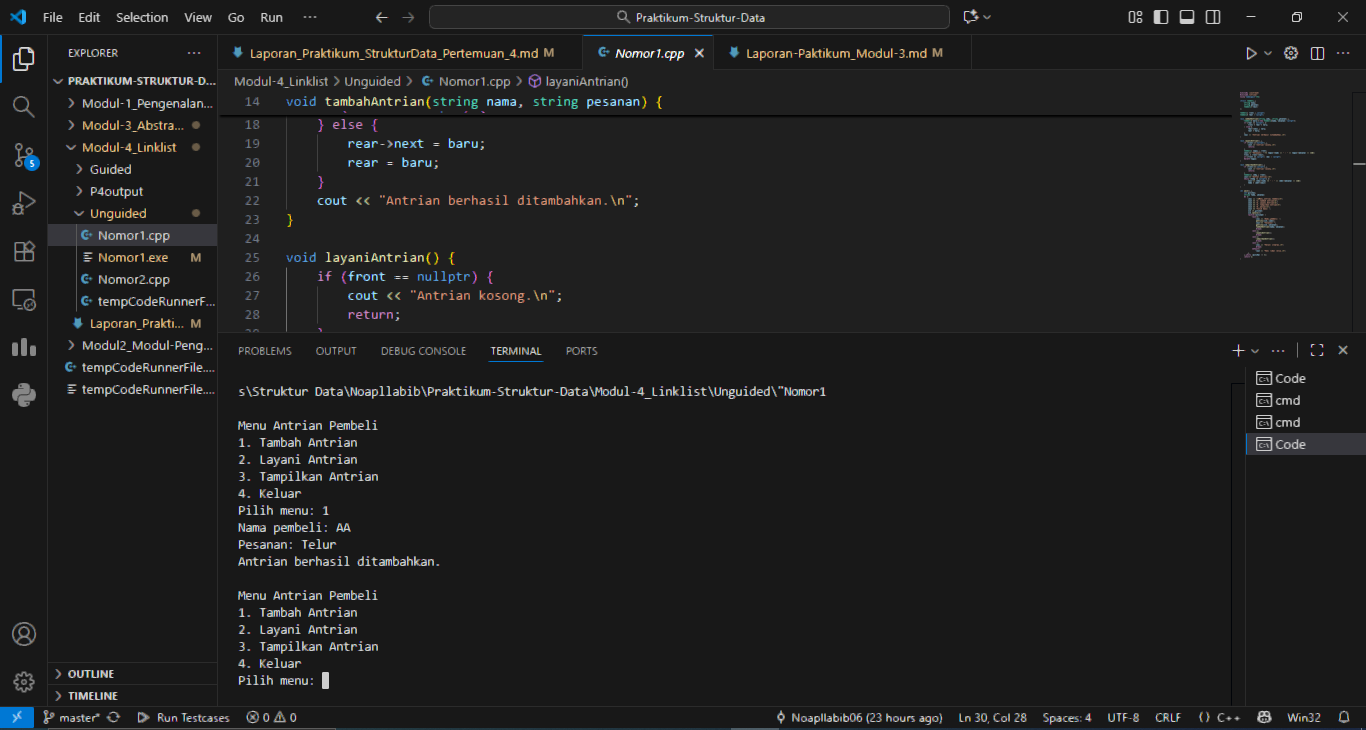 File Edit Selection View Go Run ··· Praktikum-Struktur-Data
EXPLORER ···
PRAKTIKUM-STRUKTUR-D...
Modul-1_Pengenalan...
Modul-3_Abstra...
Modul-4_Linklist
Guided
P4output
Unguided
Nomor1.cpp
Nomor1.exe M
Nomor2.cpp
tempCodeRunnerF...
Laporan_Prakti... M
Modul2_Modul-Peng...
tempCodeRunnerFile....
tempCodeRunnerFile....
OUTLINE
TIMELINE
5
Laporan_Praktikum_StrukturData_Pertemuan_4.md M Nomor1.cpp Laporan-Paktikum_Modul-3.md M
Modul-4_Linklist > Unguided > Nomor1.cpp > layaniAntrian()
14 void tambahAntrian(string nama, string pesanan) {
18 } else {
19 rear->next = baru;
20 rear = baru;
21 }
22 cout << "Antrian berhasil ditambahkan.\n";
23 }
24
25 void layaniAntrian() {
26 if (front == nullptr) {
27 cout << "Antrian kosong.\n";
28 return;
PROBLEMS OUTPUT DEBUG CONSOLE TERMINAL PORTS
s\Struktur Data\Noapllabib\Praktikum-Struktur-Data\Modul-4_Linklist\Unguided\"Nomor1
Menu Antrian Pembeli
1. Tambah Antrian
2. Layani Antrian
3. Tampilkan Antrian
4. Keluar
Pilih menu: 1
Nama pembeli: AA
Pesanan: Telur
Antrian berhasil ditambahkan.
Menu Antrian Pembeli
1. Tambah Antrian
2. Layani Antrian
3. Tampilkan Antrian
4. Keluar
Pilih menu:
Code
cmd
cmd
Code
master* Run Testcases 0 0 Noapllabib06 (23 hours ago) Ln 30, Col 28 Spaces: 4 UTF-8 CRLF () C++ Win32